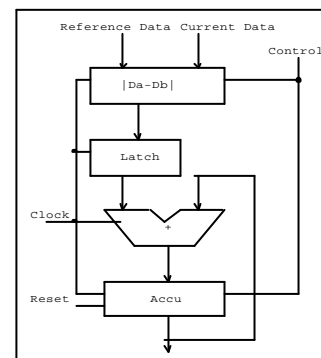 Reference Data Current Data
Control
|Da-Db|
Latch
Clock
+
Reset
Accu